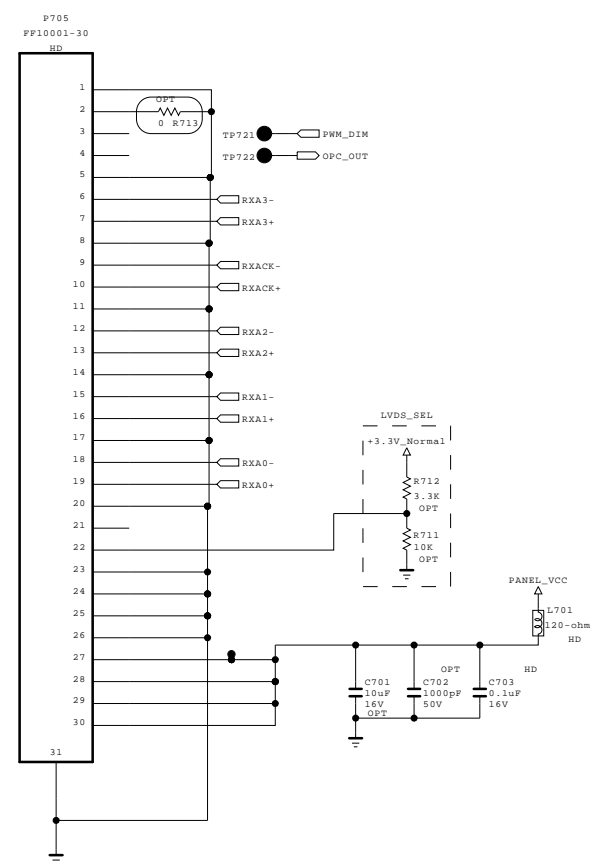 P705
FF10001-30
HD
1
OPT
2
0 R713
3
TP721
PWM_DIM
4
TP722
OPC_OUT
5
6
RXA3-
7
RXA3+
8
9
RXACK-
10
RXACK+
11
12
RXA2-
13
RXA2+
14
15
RXA1-
16
RXA1+
17
18
RXA0-
19
RXA0+
20
21
22
23
24
25
26
27
28
29
30
31
LVDS_SEL
+3.3V_Normal
R712
3.3K
OPT
R711
10K
OPT
PANEL_VCC
L701
120-ohm
HD
OPT
HD
C701
10uF
16V
OPT
C702
1000pF
50V
C703
0.1uF
16V